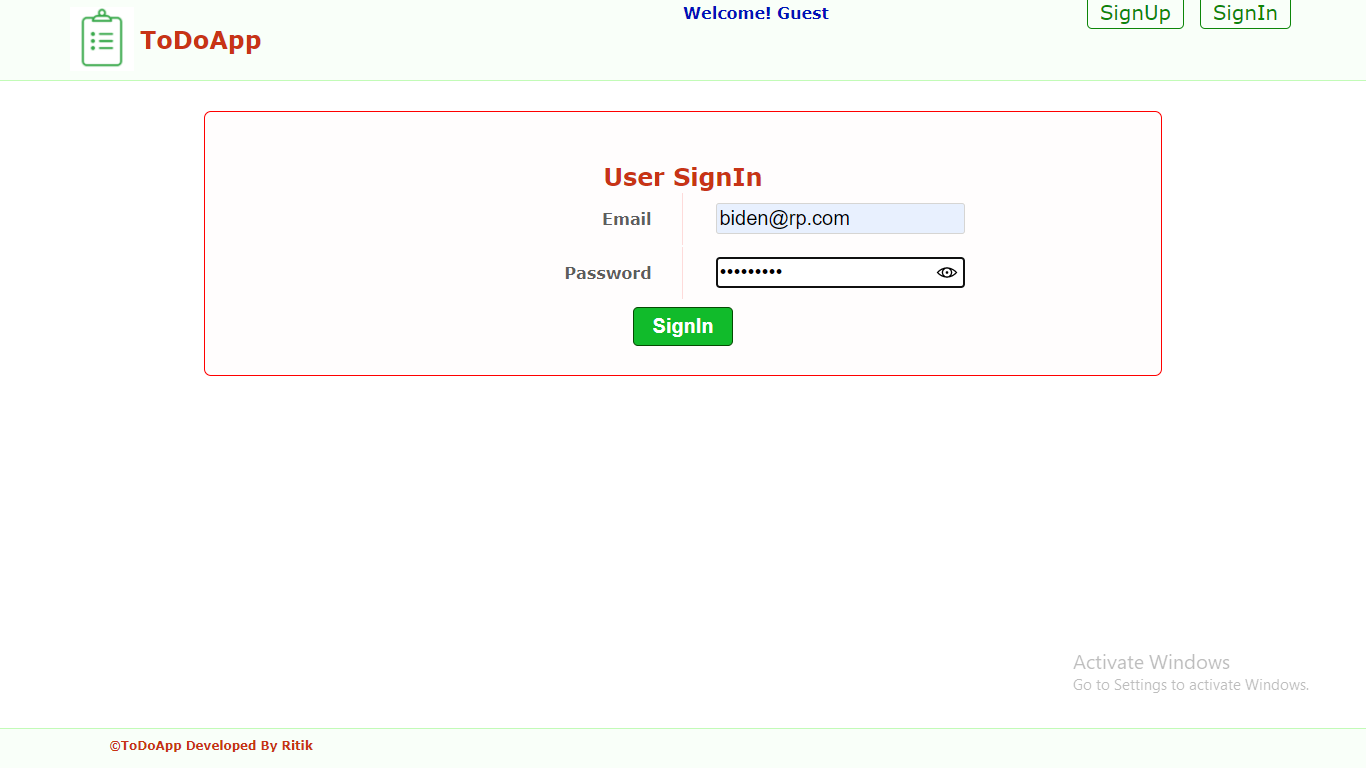 Welcome! Guest
SignUp
SignIn
ToDoApp
User SignIn
Email
biden@rp.com
Password
•••••••••
SignIn
Activate Windows
Go to Settings to activate Windows.
©ToDoApp Developed By Ritik